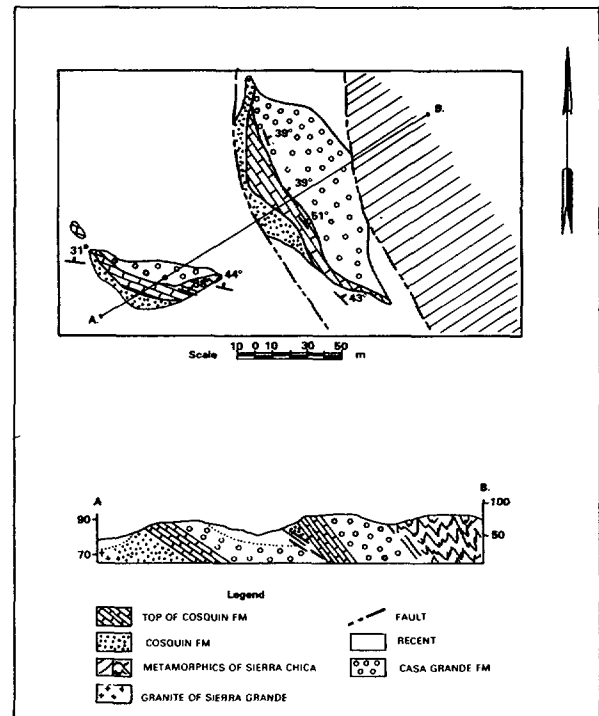 B.
39°
39°
51°
31°
44°
38°
43°
A.
Scale 10 0 10 30 50 m
A B.
90 100
70 50
Legend
TOP OF COSQUIN FM
COSQUIN FM
METAMORPHICS OF SIERRA CHICA
GRANITE OF SIERRA GRANDE
FAULT
RECENT
CASA GRANDE FM